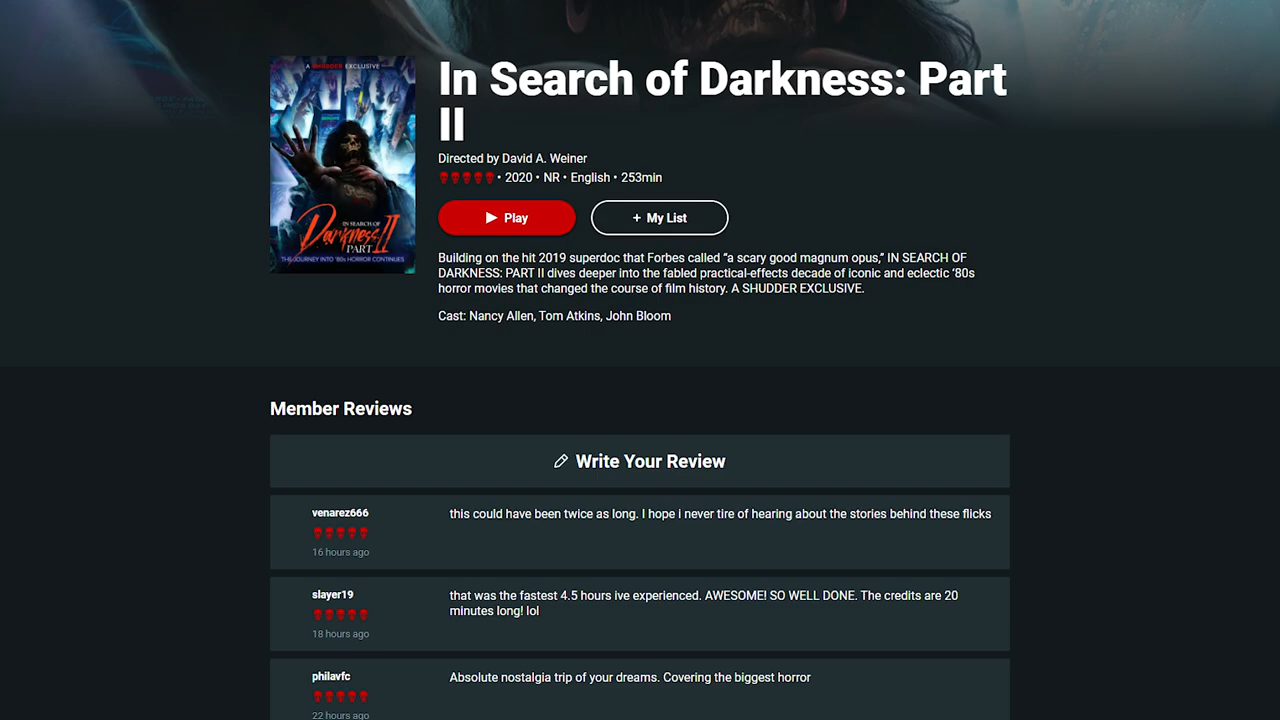 A SHUDDER EXCLUSIVE
IN SEARCH OF
Darkness
PART II
THE JOURNEY INTO '80s HORROR CONTINUES
In Search of Darkness: Part
II
Directed by David A. Weiner
• 2020 • NR • English • 253min
Play
+ My List
Building on the hit 2019 superdoc that Forbes called “a scary good magnum opus,” IN SEARCH OF
DARKNESS: PART II dives deeper into the fabled practical-effects decade of iconic and eclectic ‘80s
horror movies that changed the course of film history. A SHUDDER EXCLUSIVE.
Cast: Nancy Allen, Tom Atkins, John Bloom
Member Reviews
Write Your Review
venarez666
16 hours ago
this could have been twice as long. I hope i never tire of hearing about the stories behind these flicks
slayer19
18 hours ago
that was the fastest 4.5 hours ive experienced. AWESOME! SO WELL DONE. The credits are 20
minutes long! lol
philavfc
22 hours ago
Absolute nostalgia trip of your dreams. Covering the biggest horror